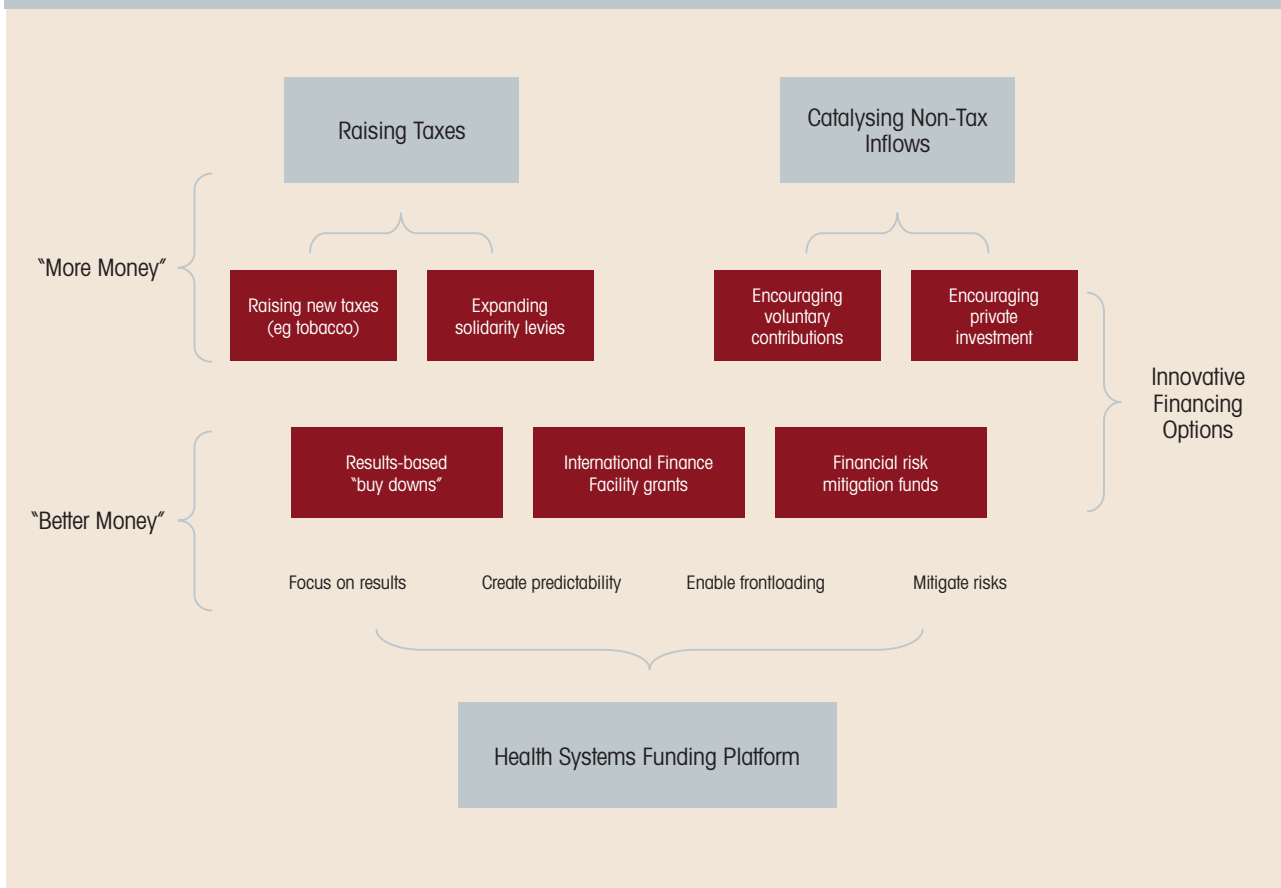 Raising Taxes
Catalysing Non-Tax
Inflows
"More Money"
Raising new taxes
(eg tobacco)
Expanding
solidarity levies
Encouraging
voluntary
contributions
Encouraging
private
investment
Innovative
Financing
Options
"Better Money"
Results-based
"buy downs"
International Finance
Facility grants
Financial risk
mitigation funds
Focus on results
Create predictability
Enable frontloading
Mitigate risks
Health Systems Funding Platform